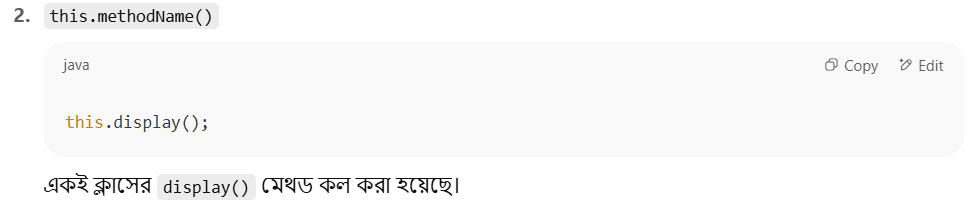 2. this.methodName()
java Copy Edit
this.display();
একই ক্লাসের display() মেথড কল করা হয়েছে।